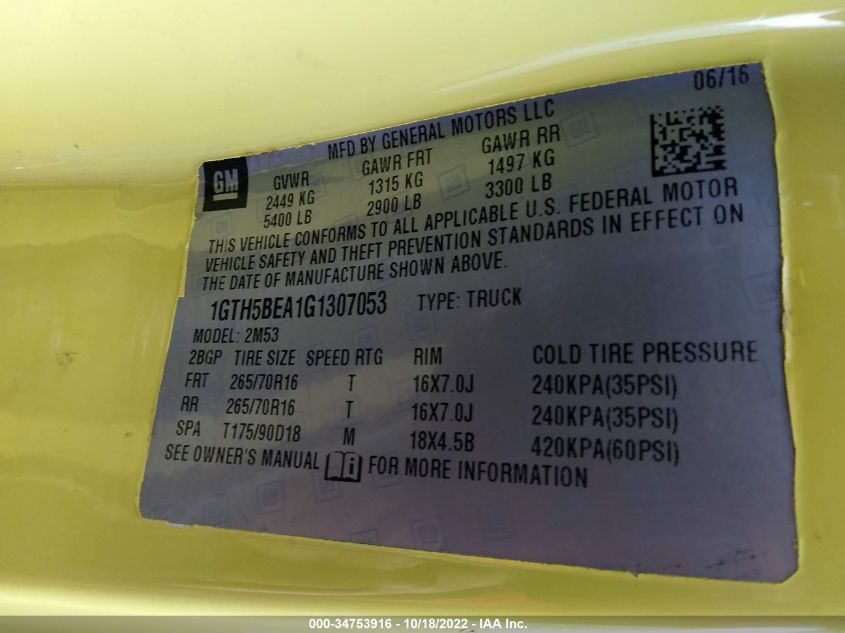 06/16
MFD BY GENERAL MOTORS LLC
GM
GVWR GAWR FRT GAWR RR
2449 KG 1315 KG 1497 KG
5400 LB 2900 LB 3300 LB
THIS VEHICLE CONFORMS TO ALL APPLICABLE U.S. FEDERAL MOTOR
VEHICLE SAFETY AND THEFT PREVENTION STANDARDS IN EFFECT ON
THE DATE OF MANUFACTURE SHOWN ABOVE.
1GTH5BEA1G1307053 TYPE: TRUCK
MODEL: 2M53
2BGP TIRE SIZE SPEED RTG RIM COLD TIRE PRESSURE
FRT 265/70R16 T 16X7.0J 240KPA(35PSI)
RR 265/70R16 T 16X7.0J 240KPA(35PSI)
SPA T175/90D18 M 18X4.5B 420KPA(60PSI)
SEE OWNER'S MANUAL FOR MORE INFORMATION
000-34753916 - 10/18/2022 - IAA Inc.